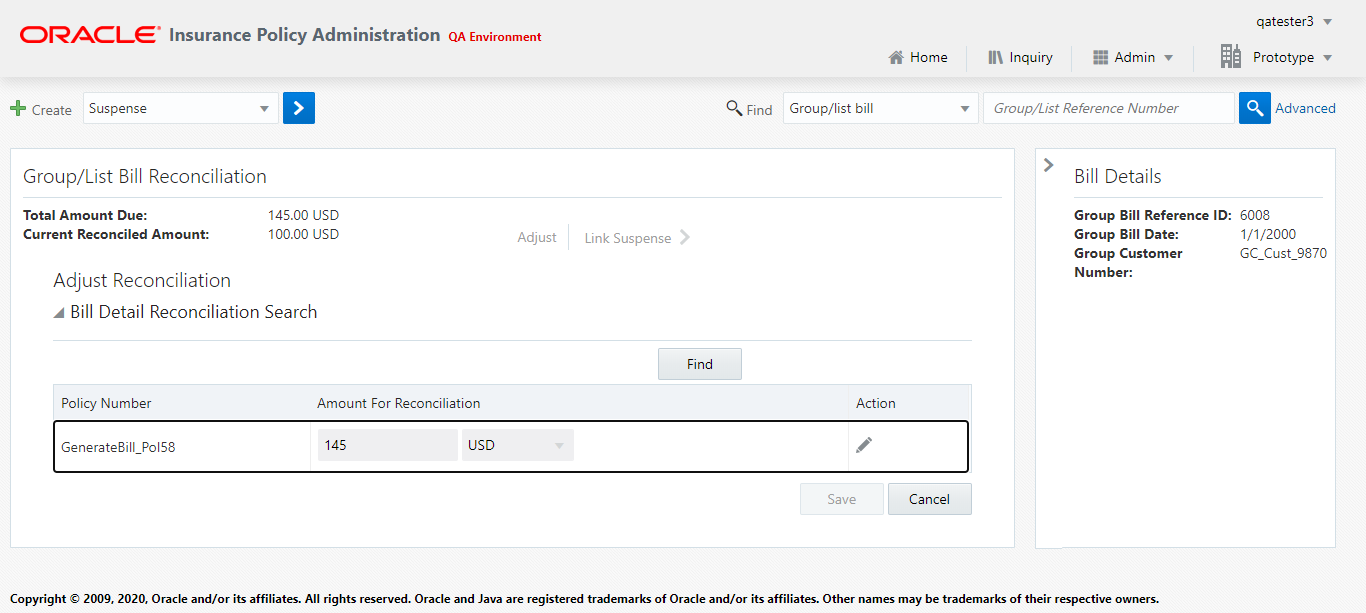 qatester3
ORACLE® Insurance Policy Administration QA Environment
Home Inquiry Admin Prototype
Create Suspense Find Group/list bill Group/List Reference Number Advanced
Group/List Bill Reconciliation
Total Amount Due: 145.00 USD
Current Reconciled Amount: 100.00 USD
Adjust Link Suspense
Adjust Reconciliation
Bill Detail Reconciliation Search
Find
Policy Number Amount For Reconciliation Action
GenerateBill_Pol58 145 USD
Save Cancel
Bill Details
Group Bill Reference ID: 6008
Group Bill Date: 1/1/2000
Group Customer GC_Cust_9870
Number:
Copyright © 2009, 2020, Oracle and/or its affiliates. All rights reserved. Oracle and Java are registered trademarks of Oracle and/or its affiliates. Other names may be trademarks of their respective owners.